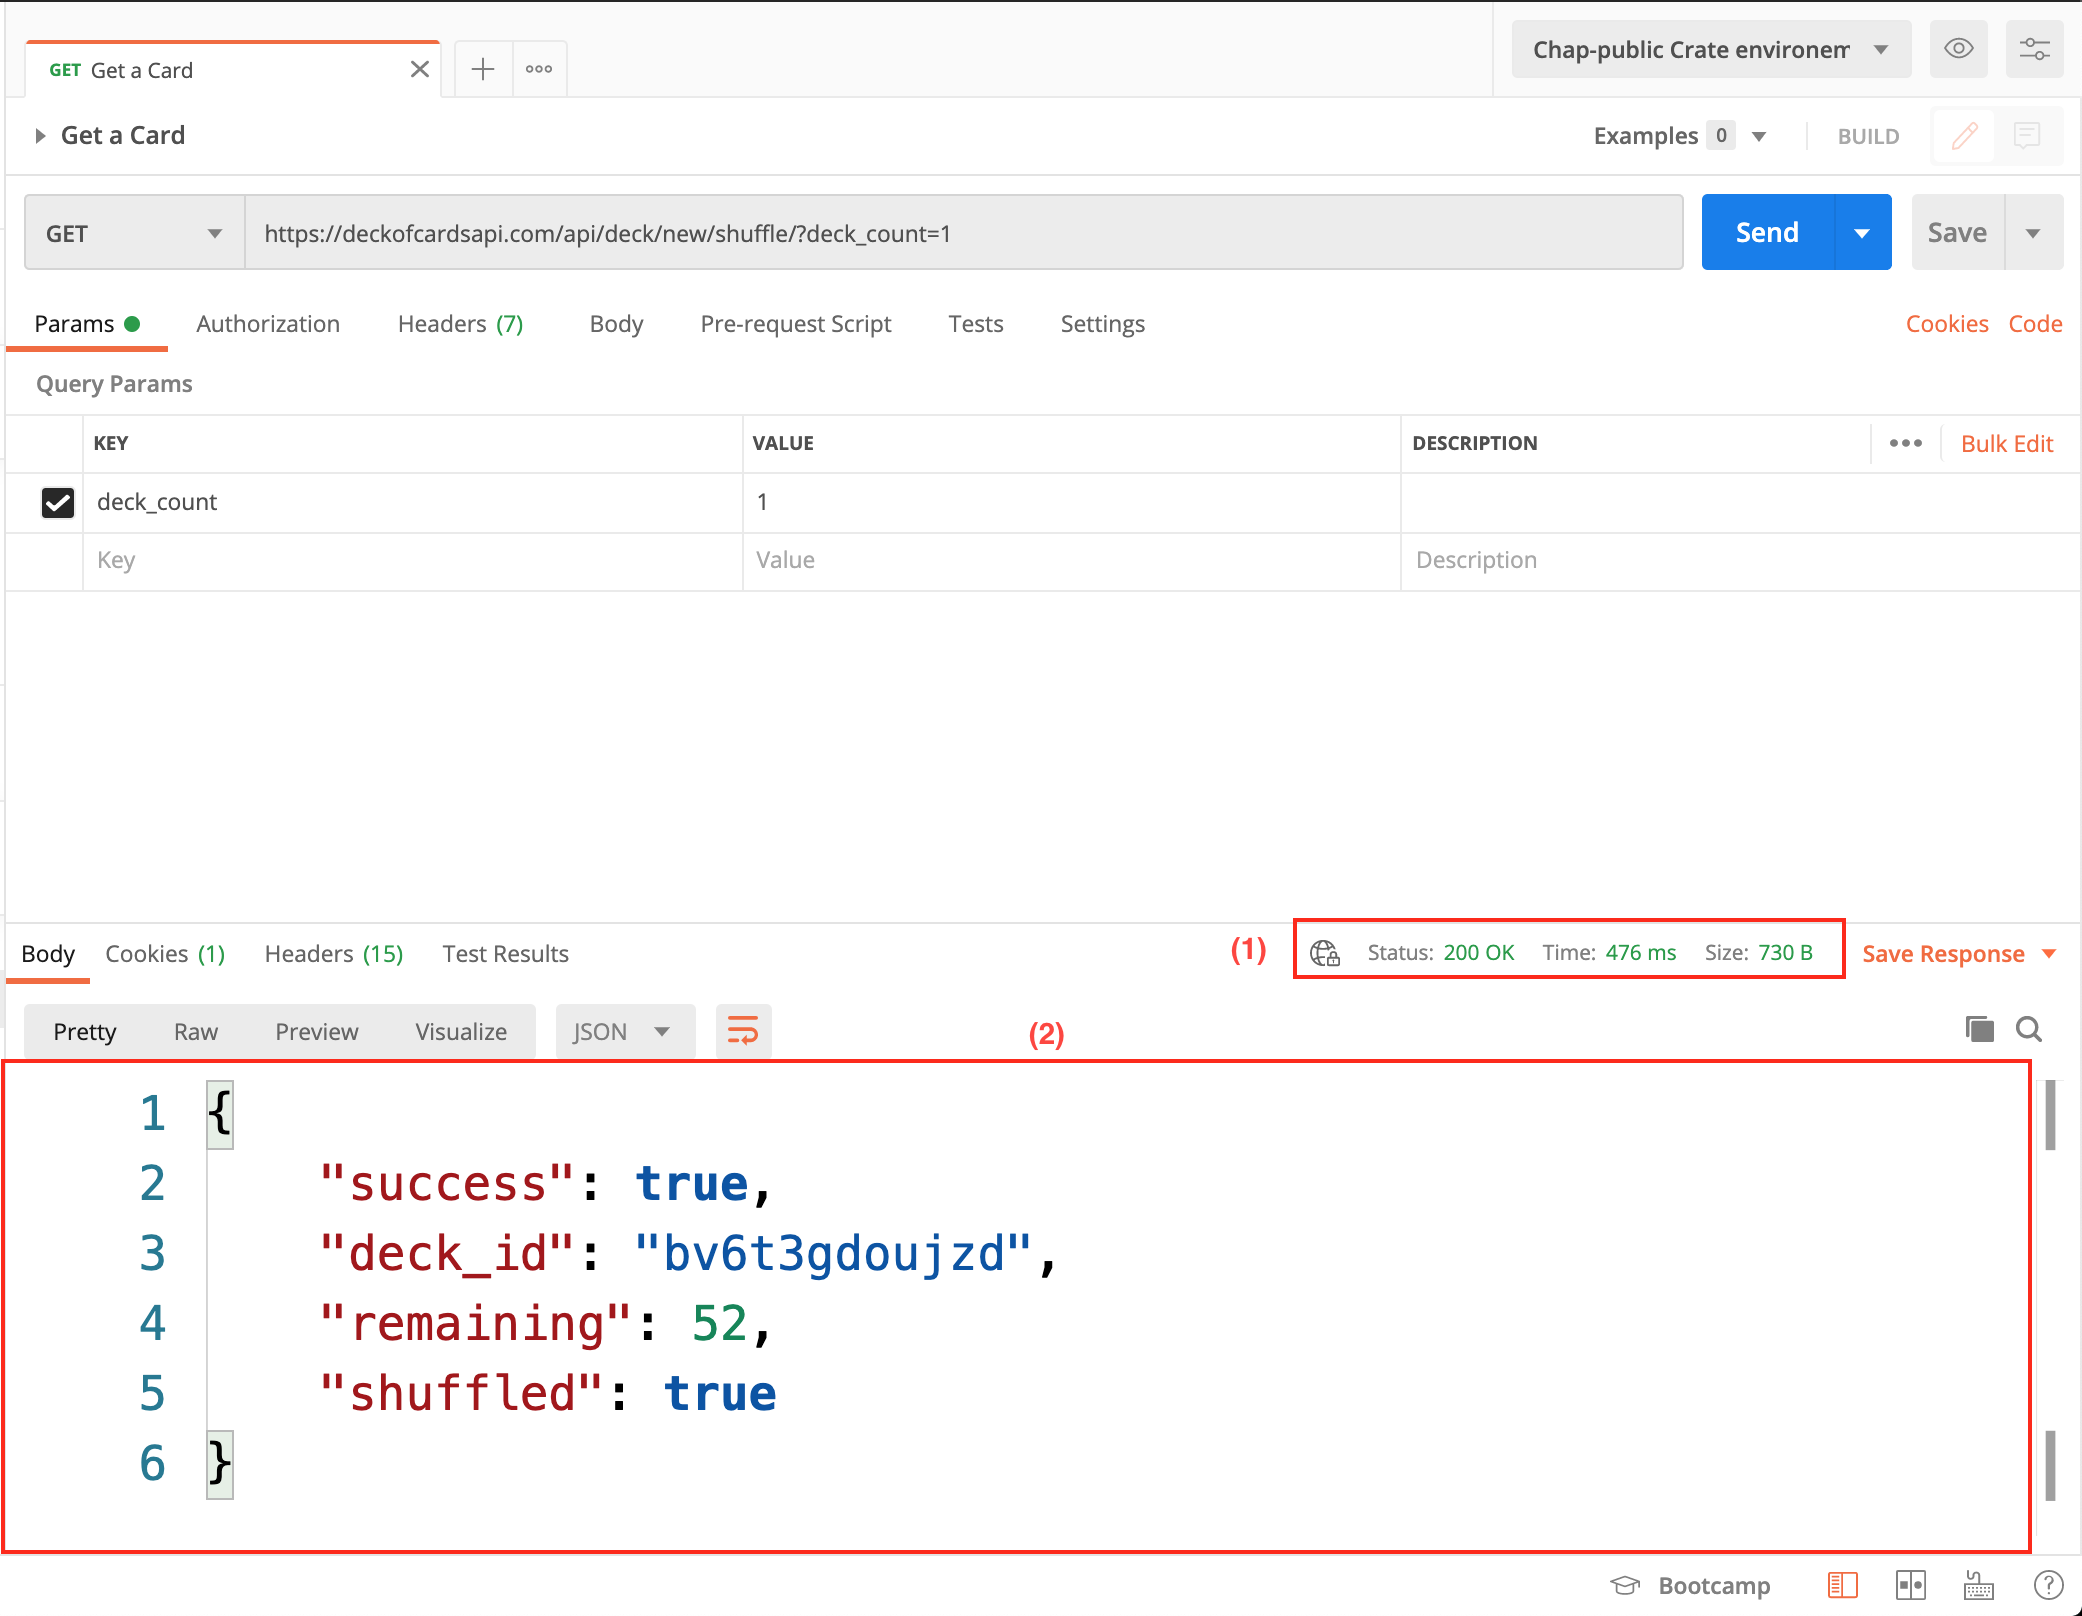 GET Get a Card
Chap-public Crate environem
Get a Card
Examples 0
BUILD
GET
https://deckofcardsapi.com/api/deck/new/shuffle/?deck_count=1
Send
Save
Params
Authorization
Headers (7)
Body
Pre-request Script
Tests
Settings
Cookies
Code
Query Params
KEY
VALUE
DESCRIPTION
Bulk Edit
deck_count
1
Key
Value
Description
Body
Cookies (1)
Headers (15)
Test Results
(1)
Status: 200 OK
Time: 476 ms
Size: 730 B
Save Response
Pretty
Raw
Preview
Visualize
JSON
(2)
1 {
2 "success": true,
3 "deck_id": "bv6t3gdoujzd",
4 "remaining": 52,
5 "shuffled": true
6 }
Bootcamp